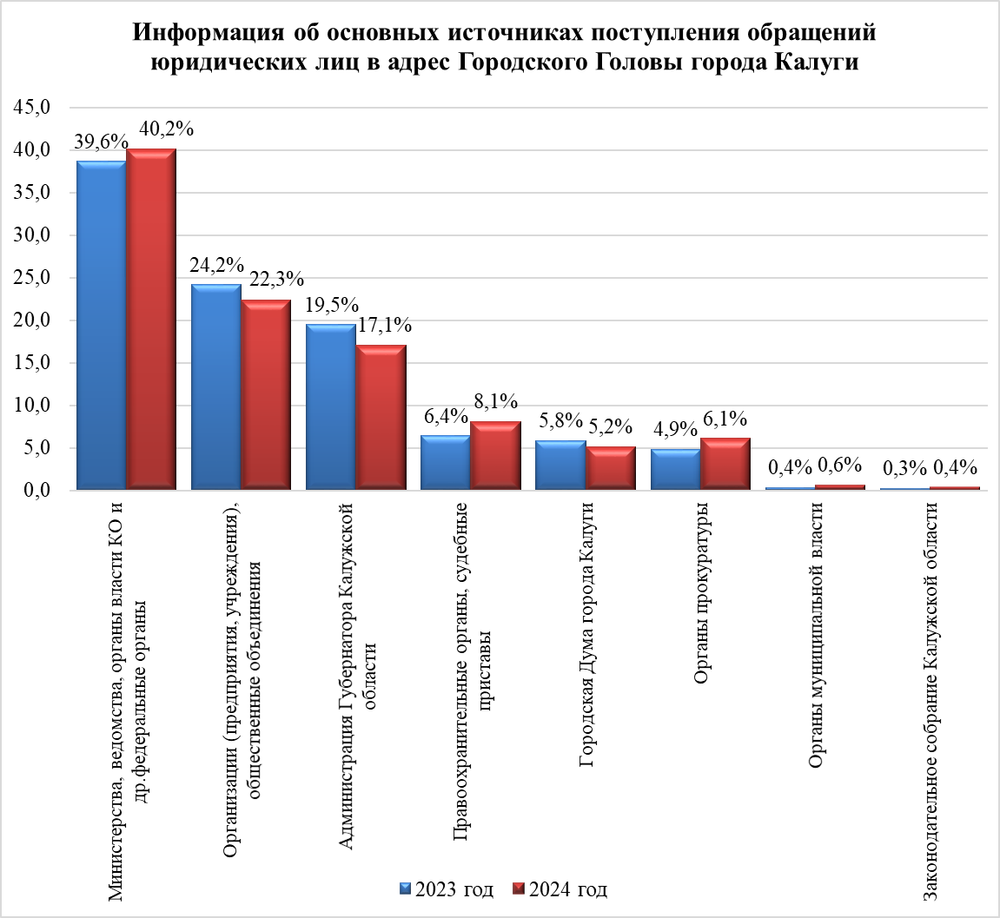 Информация об основных источниках поступления обращений
юридических лиц в адрес Городского Головы города Калуги
45,0
40,0
35,0
30,0
25,0
20,0
15,0
10,0
5,0
0,0
39,6%
40,2%
24,2%
22,3%
19,5%
17,1%
6,4%
8,1%
5,8%
5,2%
4,9%
6,1%
0,4%
0,6%
0,3%
0,4%
Министерства, ведомства, органы власти КО и
др.федеральные органы
Организации (предприятия, учреждения),
общественные объединения
Администрация Губернатора Калужской
области
Правоохранительные органы, судебные
приставы
Городская Дума города Калуги
Органы прокуратуры
Органы муниципальной власти
Законодательное собрание Калужской области
2023 год
2024 год